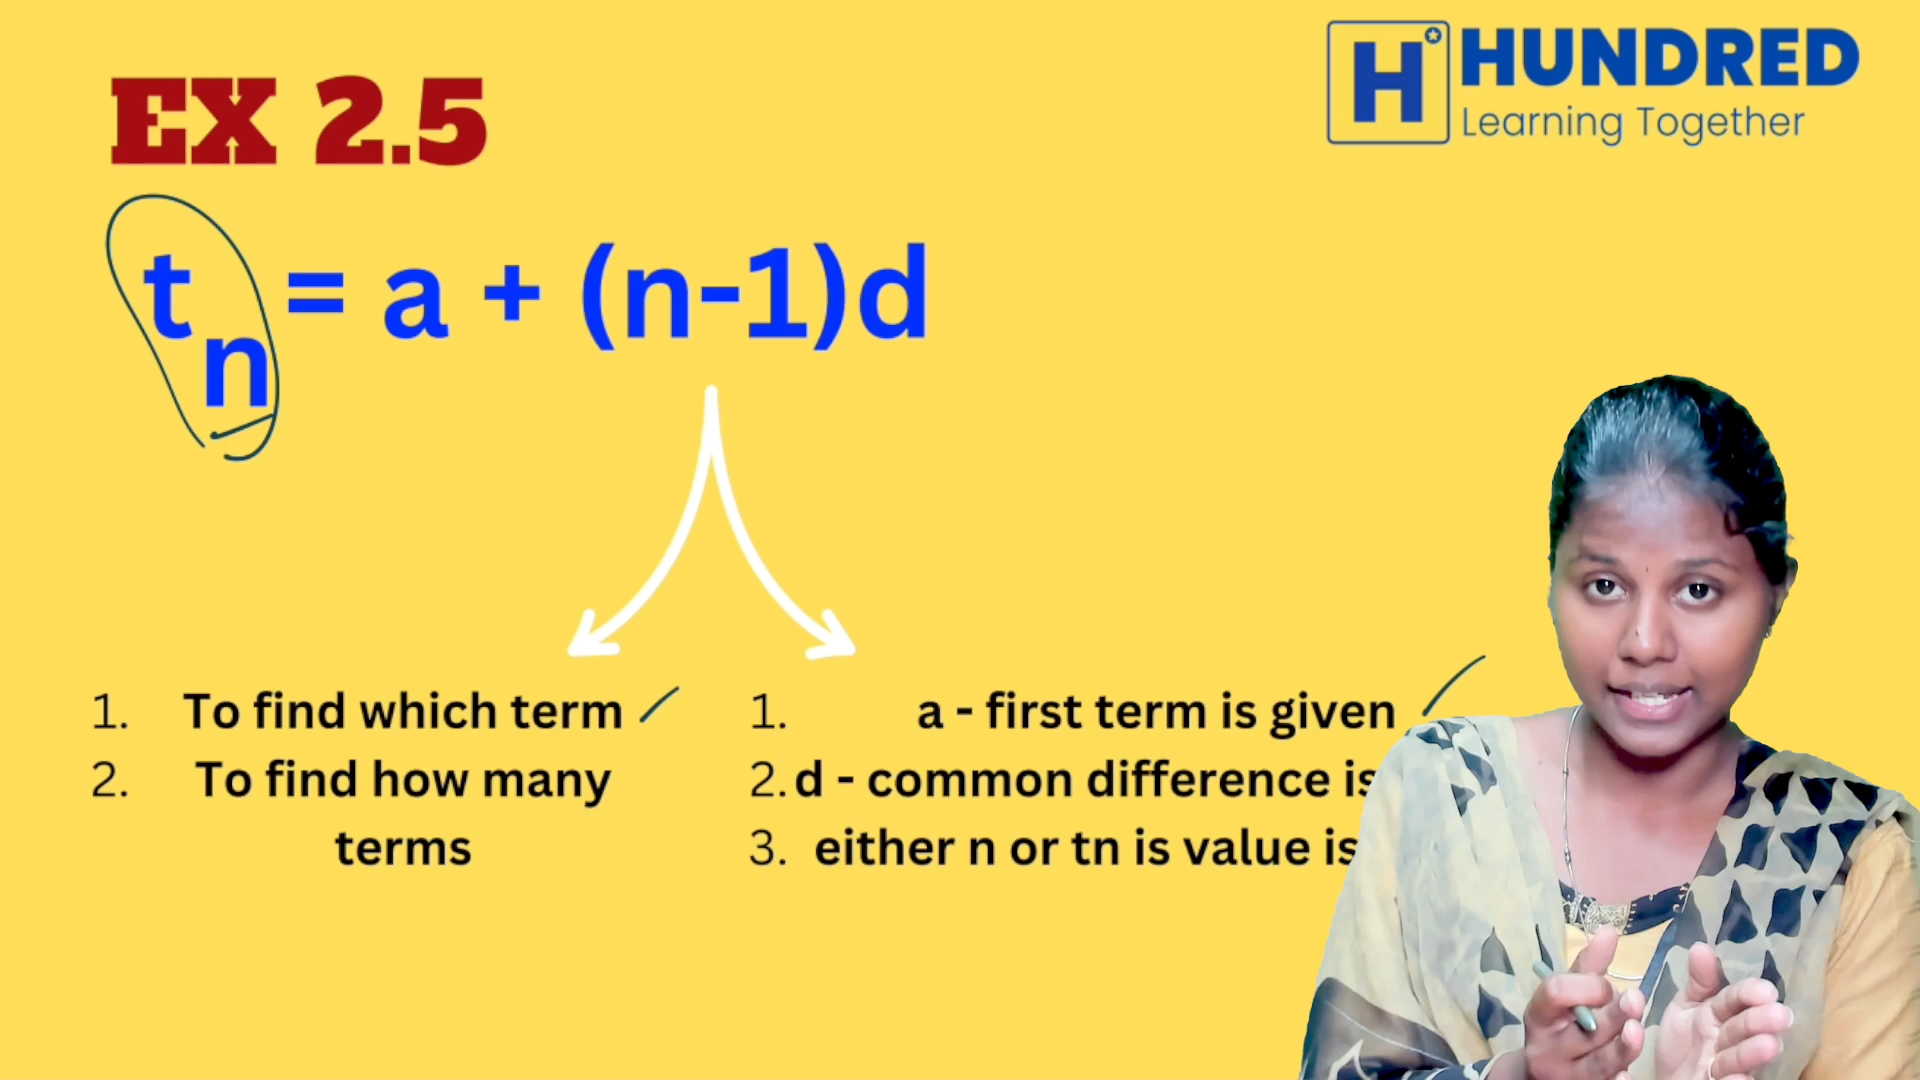 EX 2.5
H HUNDRED
Learning Together
tn = a + (n-1)d
1. To find which term
2. To find how many
terms
1. a - first term is given
2. d - common difference is
3. either n or tn is value is